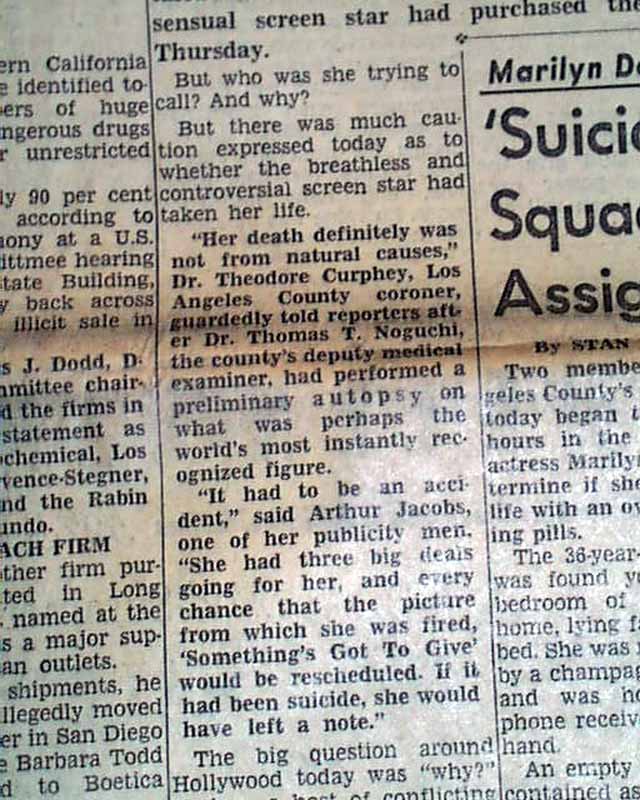 ern California
e identified to-
ers of huge
ngerous drugs
r unrestricted
ly 90 per cent
according to
mony at a U.S.
ittmee hearing
State Building,
y back across
illicit sale in
s J. Dodd, D-
mmittee chair-
d the firms in
statement as
ochemical, Los
vence-Stegner,
nd the Rabin
undo.
ACH FIRM
ther firm pur-
ted in Long
named at the
s a major sup-
an outlets.
shipments, he
llegedly moved
er in San Diego
e Barbara Todd
d to Boetica
sensual screen star had purchased the
Thursday.
But who was she trying to
call? And why?
But there was much cau-
tion expressed today as to
whether the breathless and
controversial screen star had
taken her life.
"Her death definitely was
not from natural causes,"
Dr. Theodore Curphey, Los
Angeles County coroner,
guardedly told reporters aft-
er Dr. Thomas T. Noguchi,
the county's deputy medical
examiner, had performed a
preliminary autopsy on
what was perhaps the
world's most instantly rec-
ognized figure.
"It had to be an acci-
dent," said Arthur Jacobs,
one of her publicity men.
"She had three big deals
going for her, and every
chance that the picture
from which she was fired,
'Something's Got To Give'
would be rescheduled. If it
had been suicide, she would
have left a note."
The big question around
Hollywood today was "why?"
host of conflicting
Marilyn De
'Suici
Squa
Assig
By STAN
Two membe
geles County's
today began
hours in the
actress Marily
termine if she
life with an ov
ing pills.
The 36-year-
was found y
bedroom of
home, lying f
bed. She was
by a champag
and was ho
phone receiv
hand.
An empty
contained as